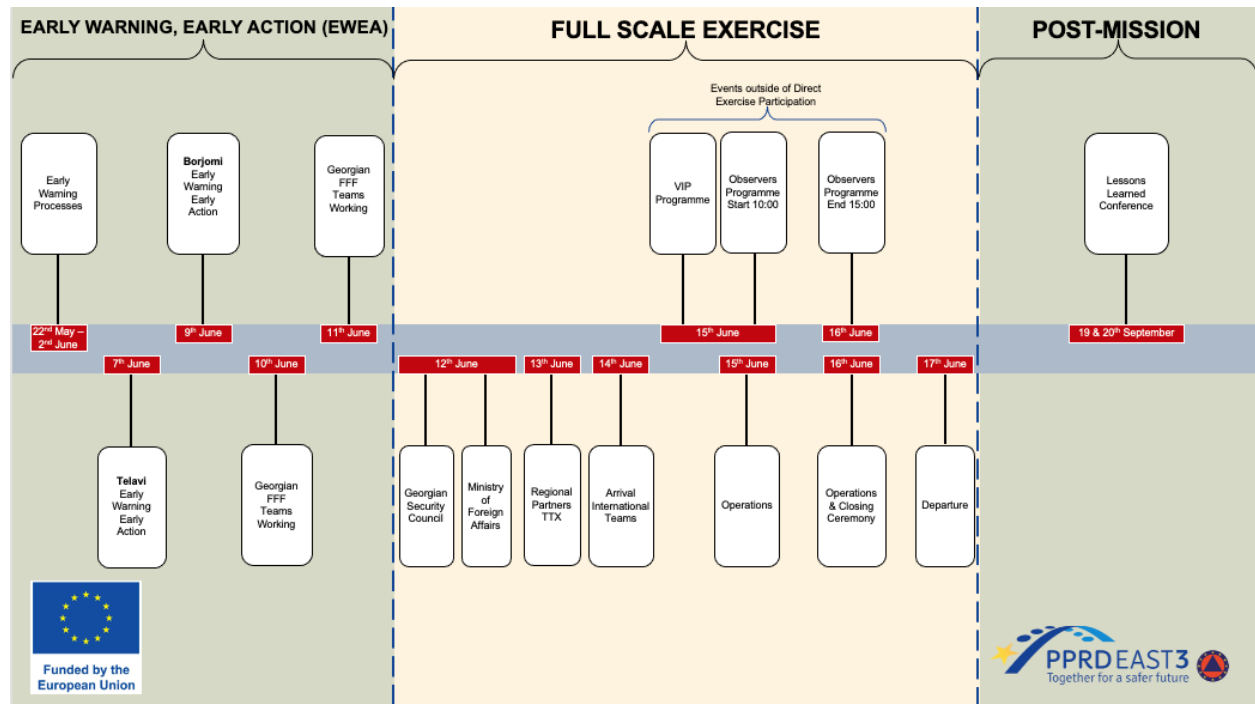 EARLY WARNING, EARLY ACTION (EWEA)
FULL SCALE EXERCISE
POST-MISSION
Events outside of Direct
Exercise Participation
Early
Warning
Processes
Borjomi
Early
Warning
Early
Action
Georgian
FFF
Teams
Working
VIP
Programme
Observers
Programme
Start 10:00
Observers
Programme
End 15:00
Lessons
Learned
Conference
22nd May –
2nd June
9th June
11th June
15th June
16th June
19 & 20th September
7th June
10th June
12th June
13th June
14th June
15th June
16th June
17th June
Telavi
Early
Warning
Early
Action
Georgian
FFF
Teams
Working
Georgian
Security
Council
Ministry
of
Foreign
Affairs
Regional
Partners
TTX
Arrival
International
Teams
Operations
Operations
& Closing
Ceremony
Departure
Funded by the
European Union
PPRD EAST3
Together for a safer future